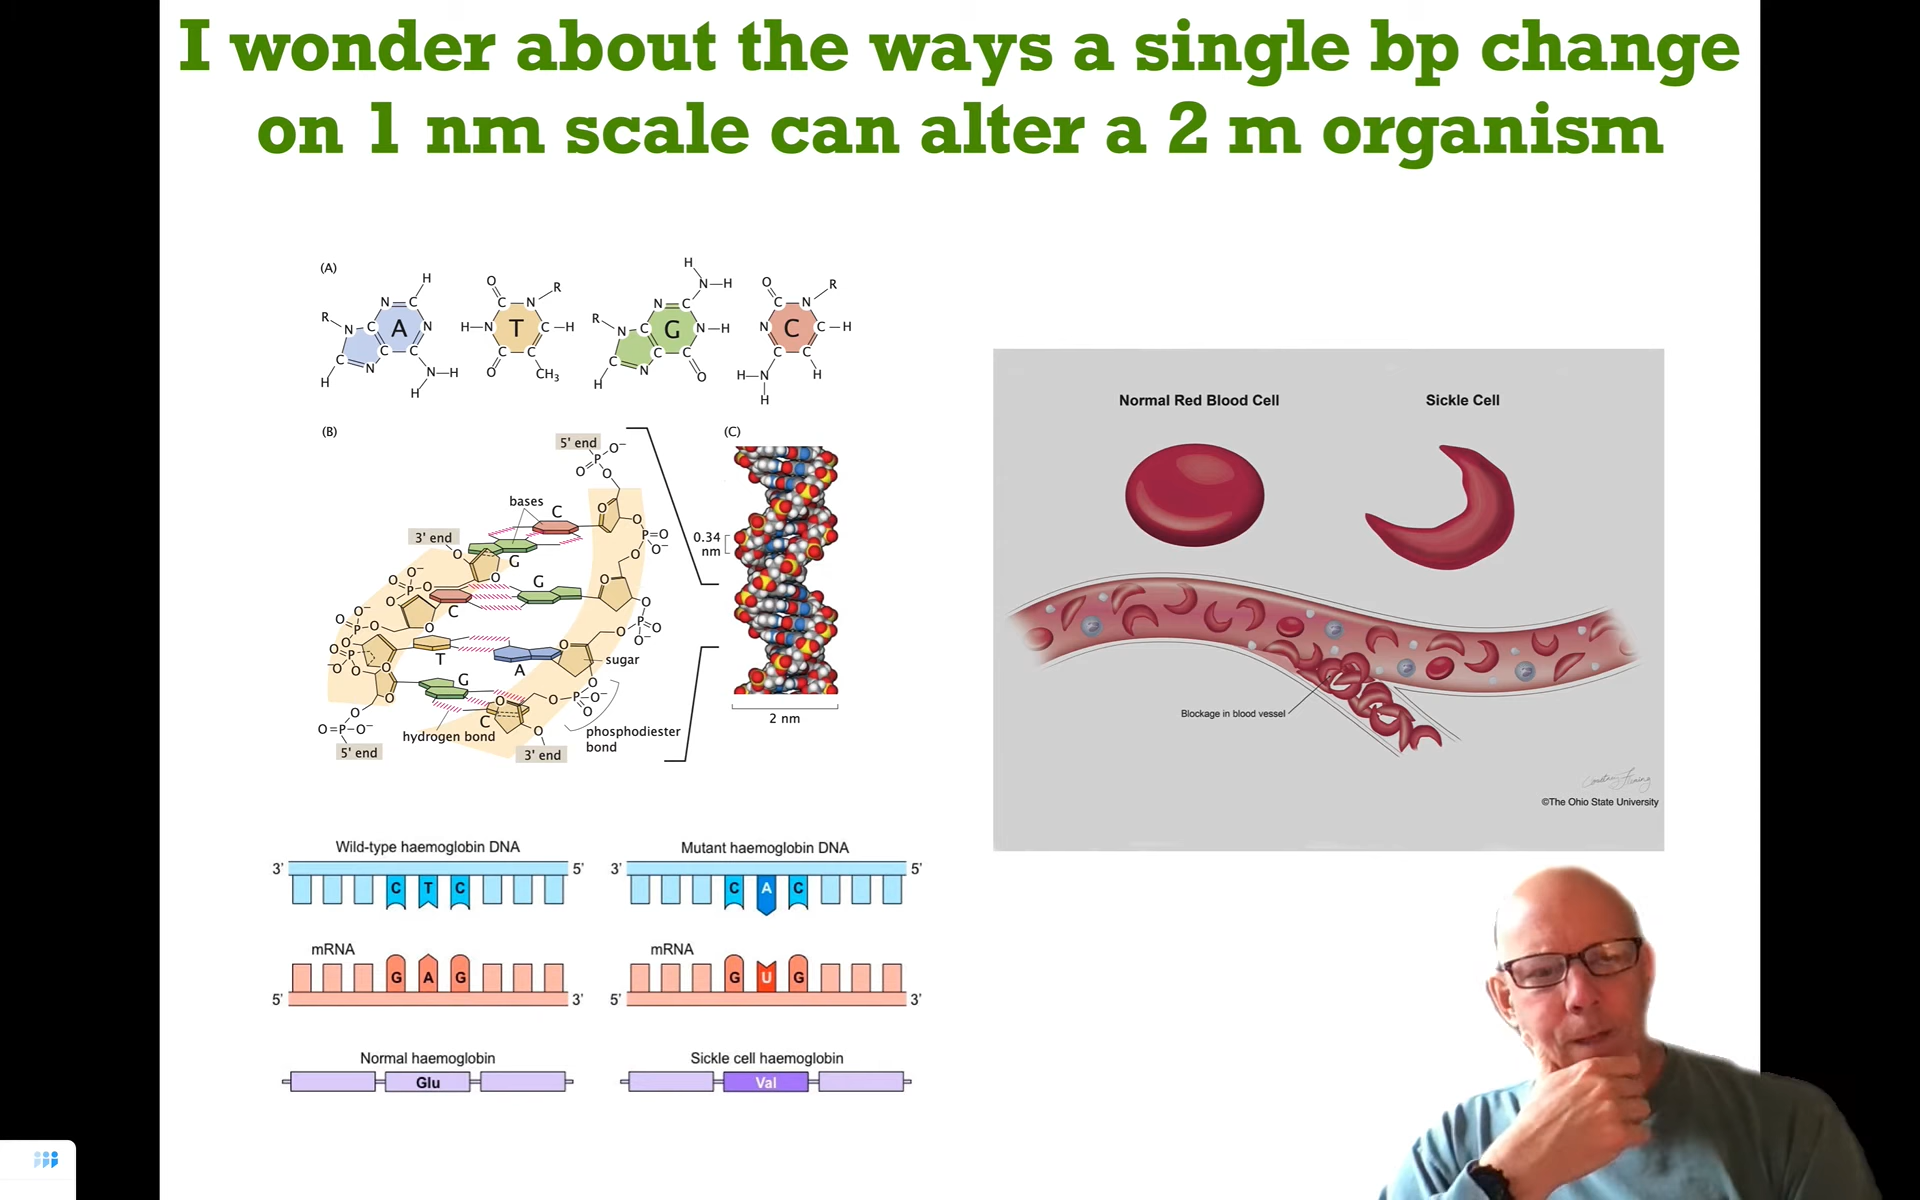 I wonder about the ways a single bp change
on 1 nm scale can alter a 2 m organism
(A)
H
N C
R
N C A N
C
C C
N
H
N H
H
O
R
C N
H N T C H
C C
O
CH3
H
N H
N C
R
N C G N H
C
C C
N
H
O
O
R
C N
N C C H
C C
H N
H
H
(B)
5' end
O−
P
O
O
bases
C
3' end
G
O
G
C
T
A
sugar
G
C
hydrogen bond
phosphodiester
bond
5' end
3' end
(C)
0.34
nm
2 nm
Normal Red Blood Cell
Sickle Cell
Blockage in blood vessel
©The Ohio State University
Wild-type haemoglobin DNA
3' 5'
C T C
mRNA
G A G
5' 3'
Normal haemoglobin
Glu
Mutant haemoglobin DNA
3' 5'
C A C
mRNA
G U G
5' 3'
Sickle cell haemoglobin
Val